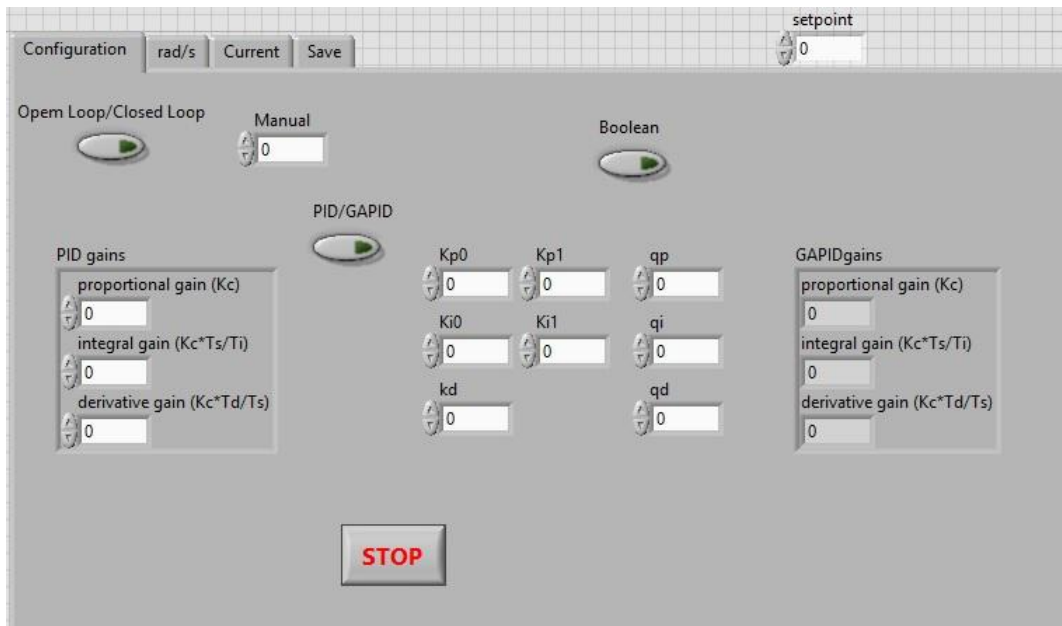 setpoint
0
Configuration
rad/s
Current
Save
Opem Loop/Closed Loop
Manual
0
Boolean
PID/GAPID
PID gains
proportional gain (Kc)
0
integral gain (Kc*Ts/Ti)
0
derivative gain (Kc*Td/Ts)
0
Kp0
0
Kp1
0
qp
0
Ki0
0
Ki1
0
qi
0
kd
0
qd
0
GAPIDgains
proportional gain (Kc)
0
integral gain (Kc*Ts/Ti)
0
derivative gain (Kc*Td/Ts)
0
STOP